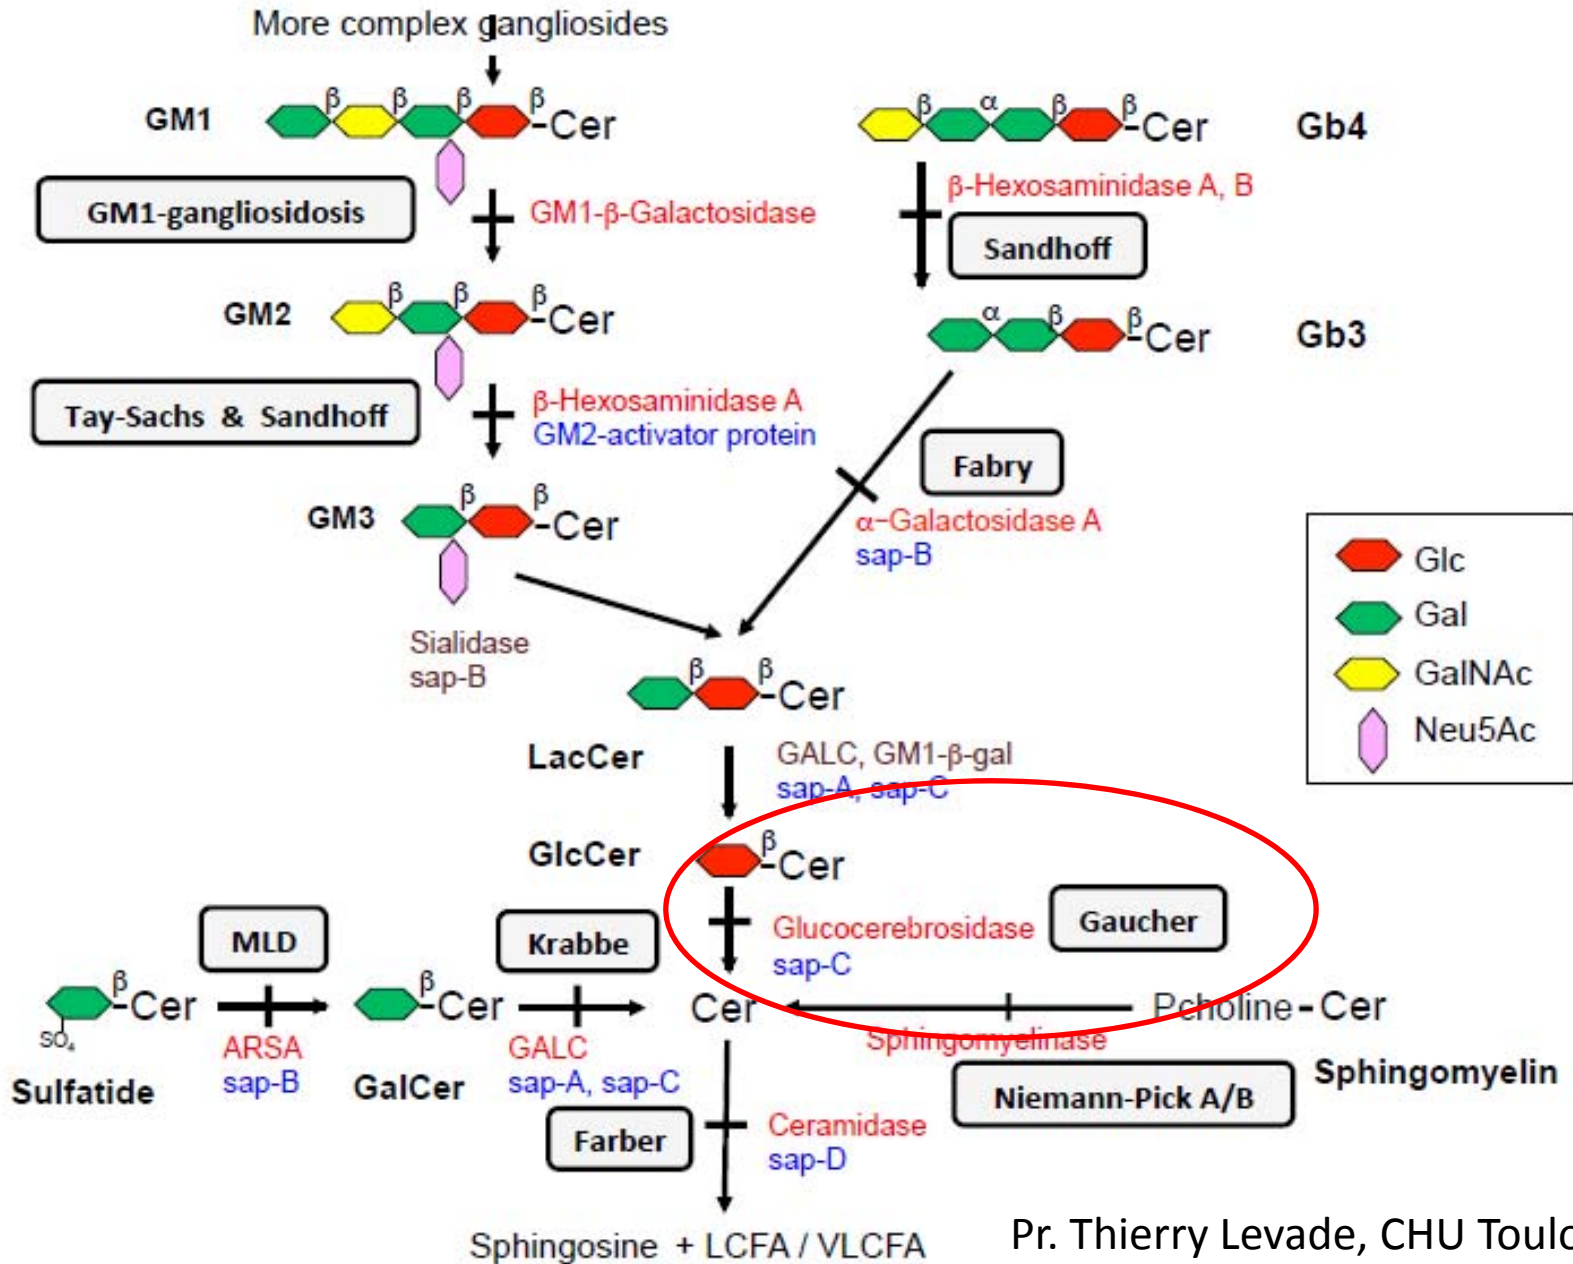 More complex gangliosides
GM1
β β β β
-Cer
β α β β
-Cer
Gb4
GM1-gangliosidosis
GM1-β-Galactosidase
β-Hexosaminidase A, B
Sandhoff
GM2
β β β
-Cer
α β β
-Cer
Gb3
Tay-Sachs & Sandhoff
β-Hexosaminidase A
GM2-activator protein
Fabry
α-Galactosidase A
sap-B
GM3
β β
-Cer
Sialidase
sap-B
Glc
Gal
GalNAc
Neu5Ac
β β
-Cer
LacCer
GALC, GM1-β-gal
sap-A, sap-C
GlcCer
β
-Cer
Glucocerebrosidase
sap-C
Gaucher
MLD
Krabbe
β
-Cer
SO4
Sulfatide
ARSA
sap-B
β
-Cer
GalCer
GALC
sap-A, sap-C
Cer
Pcholine-Cer
Sphingomyelinase
Sphingomyelin
Niemann-Pick A/B
Farber
Ceramidase
sap-D
Sphingosine + LCFA / VLCFA
Pr. Thierry Levade, CHU